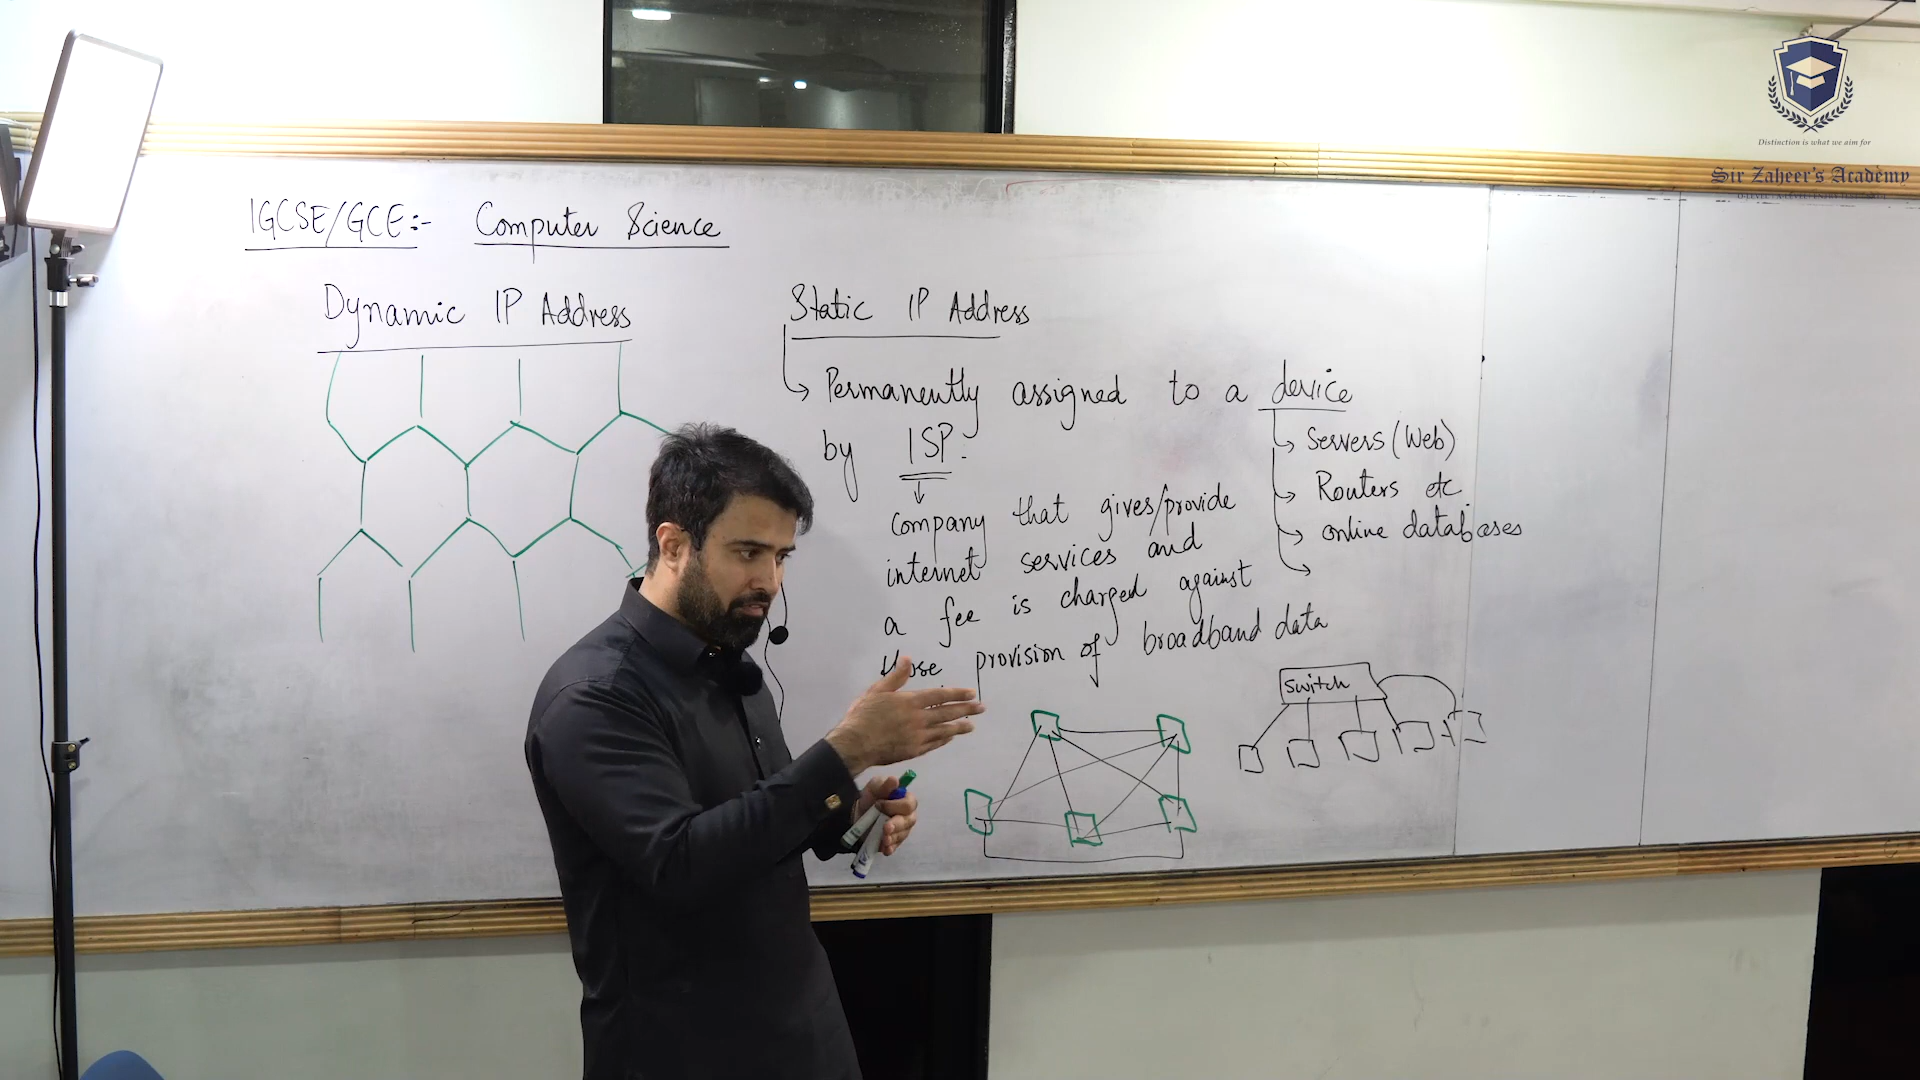 Distinction is what we aim for
Sir Zaheer's Academy
IGCSE/GCE:- Computer Science
Dynamic IP Address
Static IP Address
Permanently assigned to a device
by ISP.
Servers (Web)
Routers etc
online databases
company that gives/provide
internet services and
a fee is charged against
those provision of broadband data
Switch